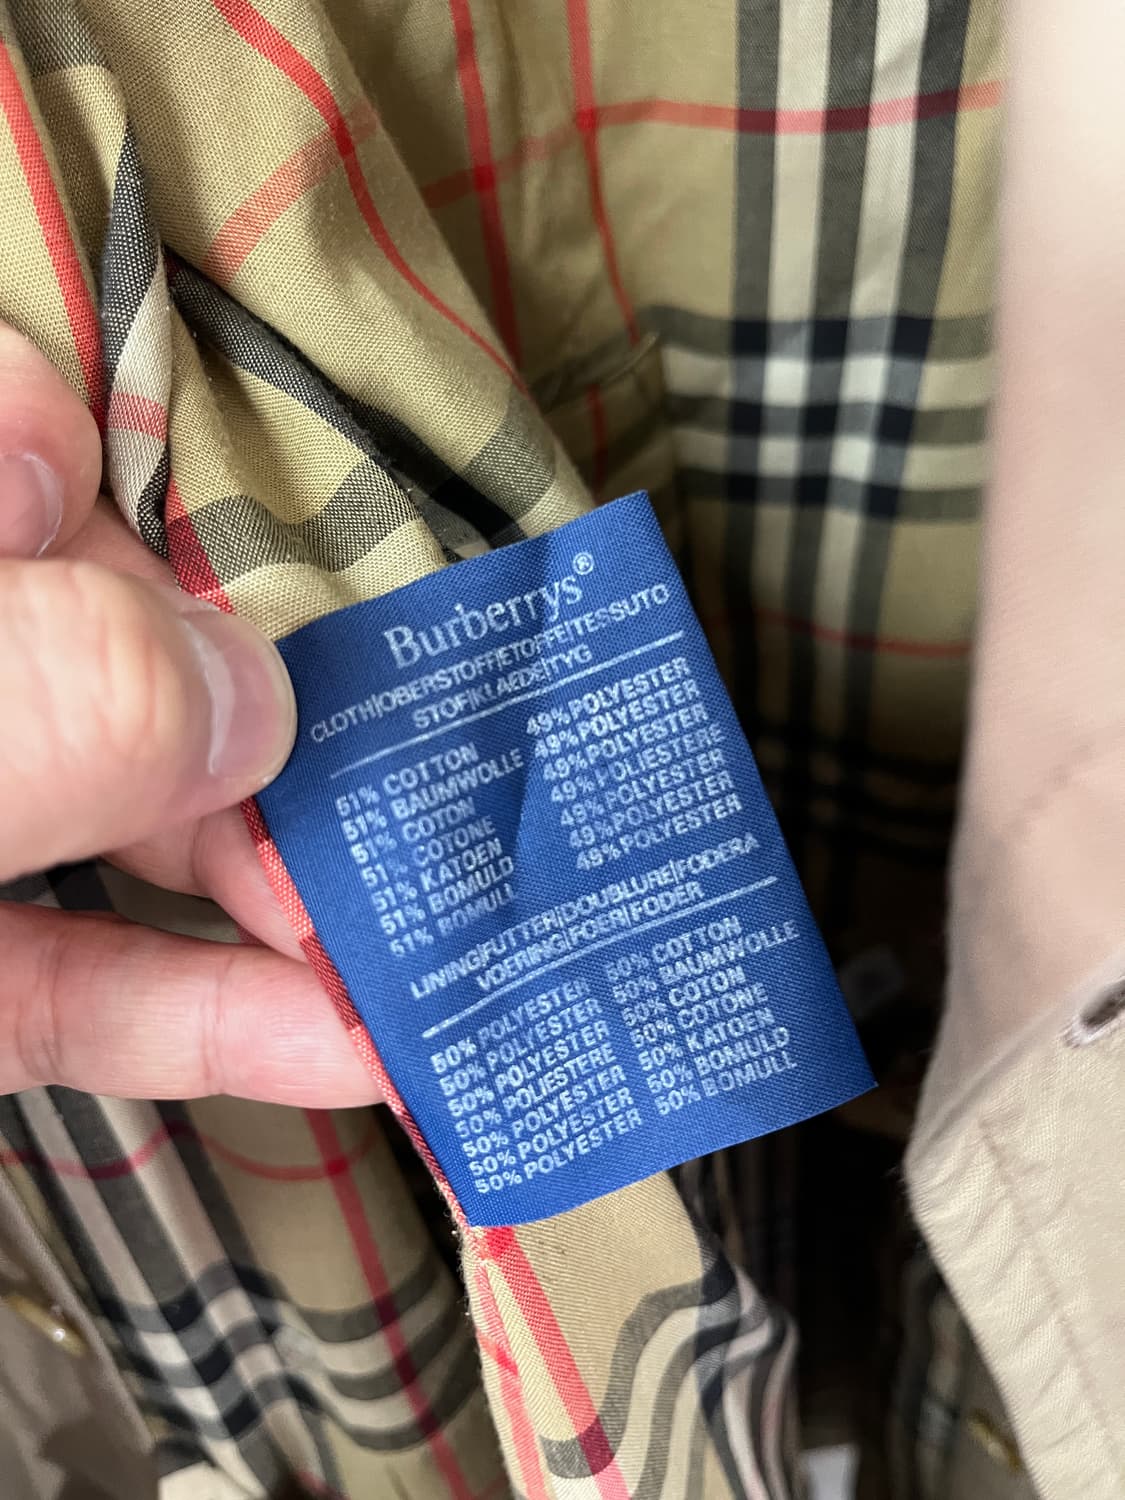 Burberrys®
CLOTH|OBERSTOFF|ETOFFE|TESSUTO
STOF|KLAEDE|TYG
51% COTTON 49% POLYESTER
51% BAUMWOLLE 49% POLYESTER
51% COTON 49% POLYESTER
51% COTONE 49% POLIESTERE
51% KATOEN 49% POLYESTER
51% BOMULD 49% POLYESTER
51% BOMULL 49% POLYESTER
LINING|FUTTER|DOUBLURE|FODERA
VOERING|FOER|FODER
50% POLYESTER 50% COTTON
50% POLYESTER 50% BAUMWOLLE
50% POLYESTER 50% COTON
50% POLIESTERE 50% COTONE
50% POLYESTER 50% KATOEN
50% POLYESTER 50% BOMULD
50% POLYESTER 50% BOMULL